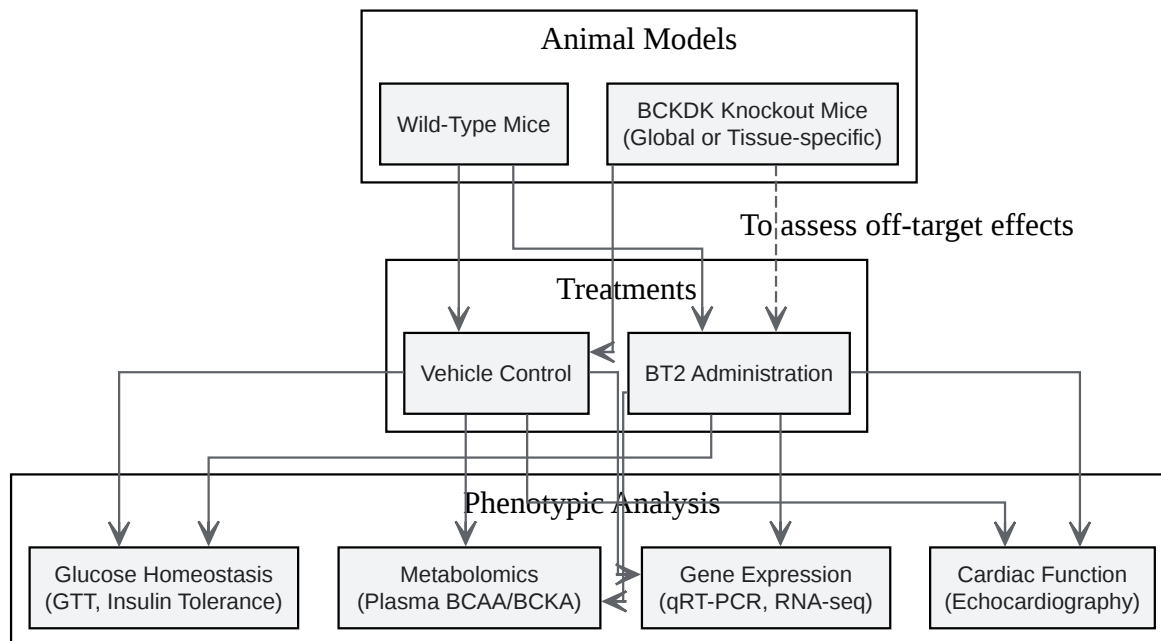 Animal Models
Wild-Type Mice
BCKDK Knockout Mice
(Global or Tissue-specific)
To assess off-target effects
Treatments
Vehicle Control
BT2 Administration
Phenotypic Analysis
Glucose Homeostasis
(GTT, Insulin Tolerance)
Metabolomics
(Plasma BCAA/BCKA)
Gene Expression
(qRT-PCR, RNA-seq)
Cardiac Function
(Echocardiography)